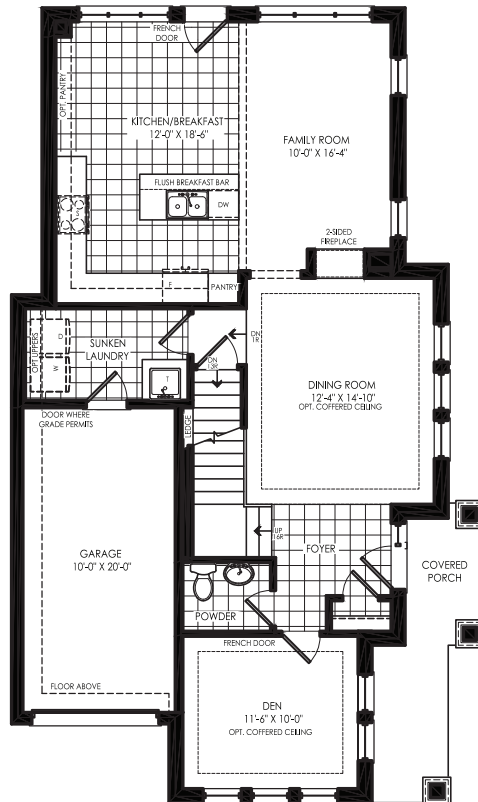 FRENCH
DOOR
OPT. PANTRY
KITCHEN/BREAKFAST
12'-0" X 18'-6"
FAMILY ROOM
10'-0" X 16'-4"
FLUSH BREAKFAST BAR
DW
S
2-SIDED
FIREPLACE
F
PANTRY
OPT UPPERS
D
W
SUNKEN
LAUNDRY
T
DN
1R
DN
13R
DINING ROOM
12'-4" X 14'-10"
OPT. COFFERED CEILING
DOOR WHERE
GRADE PERMITS
LEDGE
UP
16R
FOYER
GARAGE
10'-0" X 20'-0"
COVERED
PORCH
POWDER
FRENCH DOOR
FLOOR ABOVE
DEN
11'-6" X 10'-0"
OPT. COFFERED CEILING